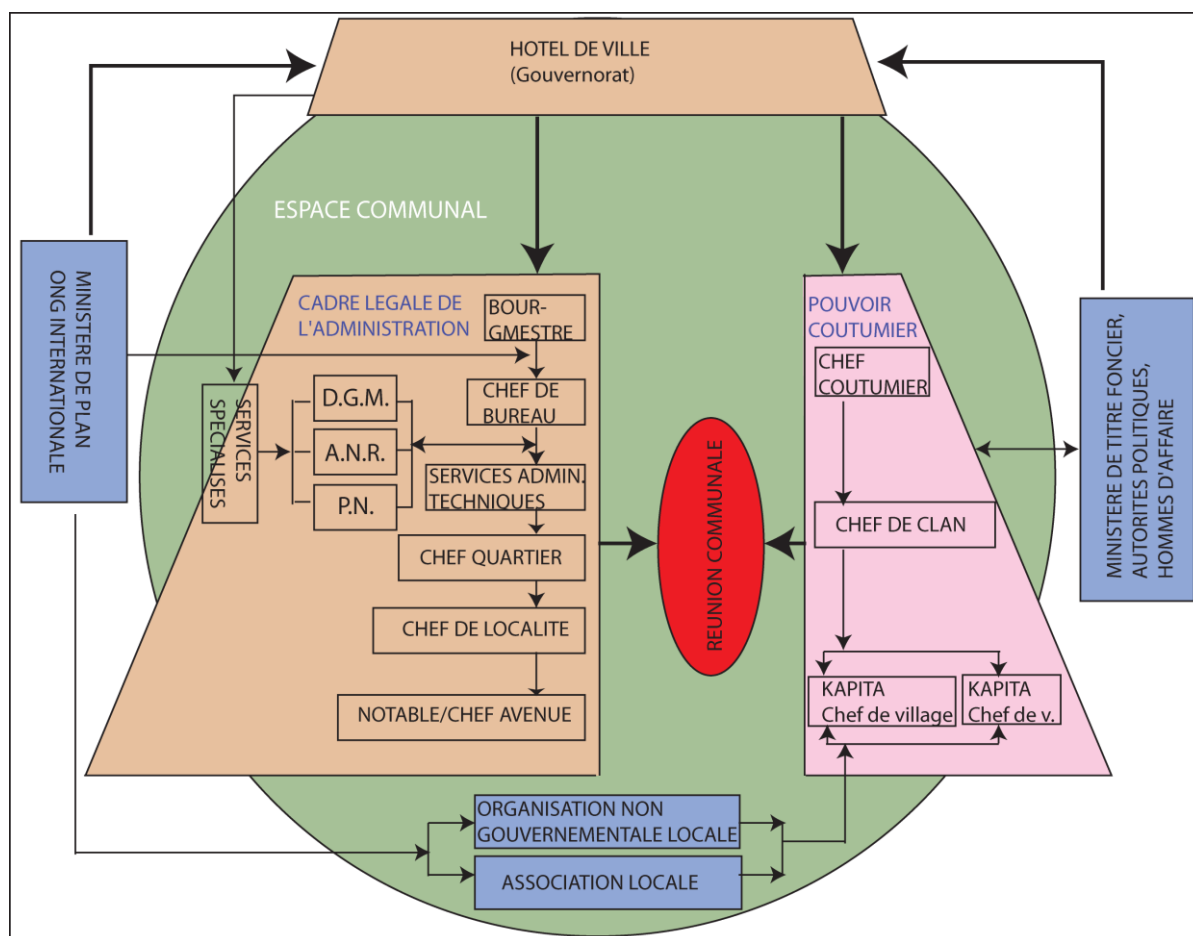 HOTEL DE VILLE
(Gouvernorat)
ESPACE COMMUNAL
MINISTERE DE PLAN
ONG INTERNATIONALE
CADRE LEGALE DE
L'ADMINISTRATION
BOUR-
GMESTRE
CHEF DE
BUREAU
SERVICES
SPECIALISES
D.G.M.
A.N.R.
P.N.
SERVICES ADMIN.
TECHNIQUES
CHEF QUARTIER
CHEF DE LOCALITE
NOTABLE/CHEF AVENUE
REUNION COMMUNALE
POUVOIR
COUTUMIER
CHEF
COUTUMIER
CHEF DE CLAN
KAPITA
Chef de village
KAPITA
Chef de v.
MINISTERE DE TITRE FONCIER,
AUTORITES POLITIQUES,
HOMMES D'AFFAIRE
ORGANISATION NON
GOUVERNEMENTALE LOCALE
ASSOCIATION LOCALE